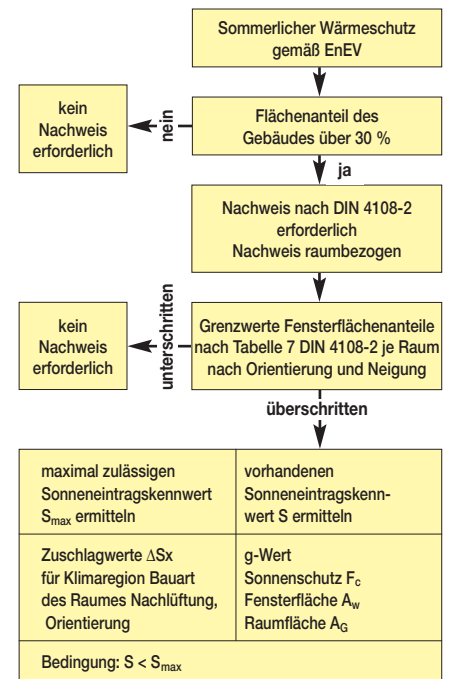 Sommerlicher Wärmeschutz
gemäß EnEV
kein
Nachweis
erforderlich
nein
Flächenanteil des
Gebäudes über 30 %
ja
Nachweis nach DIN 4108-2
erforderlich
Nachweis raumbezogen
kein
Nachweis
erforderlich
unterschritten
Grenzwerte Fensterflächenanteile
nach Tabelle 7 DIN 4108-2 je Raum
nach Orientierung und Neigung
überschritten
maximal zulässigen
Sonneneintragskennwert
Smax ermitteln
vorhandenen
Sonneneintragskenn-
wert S ermitteln
Zuschlagwerte ΔSx
für Klimaregion Bauart
des Raumes Nachlüftung,
Orientierung
g-Wert
Sonnenschutz Fc
Fensterfläche Aw
Raumfläche AG
Bedingung: S < Smax